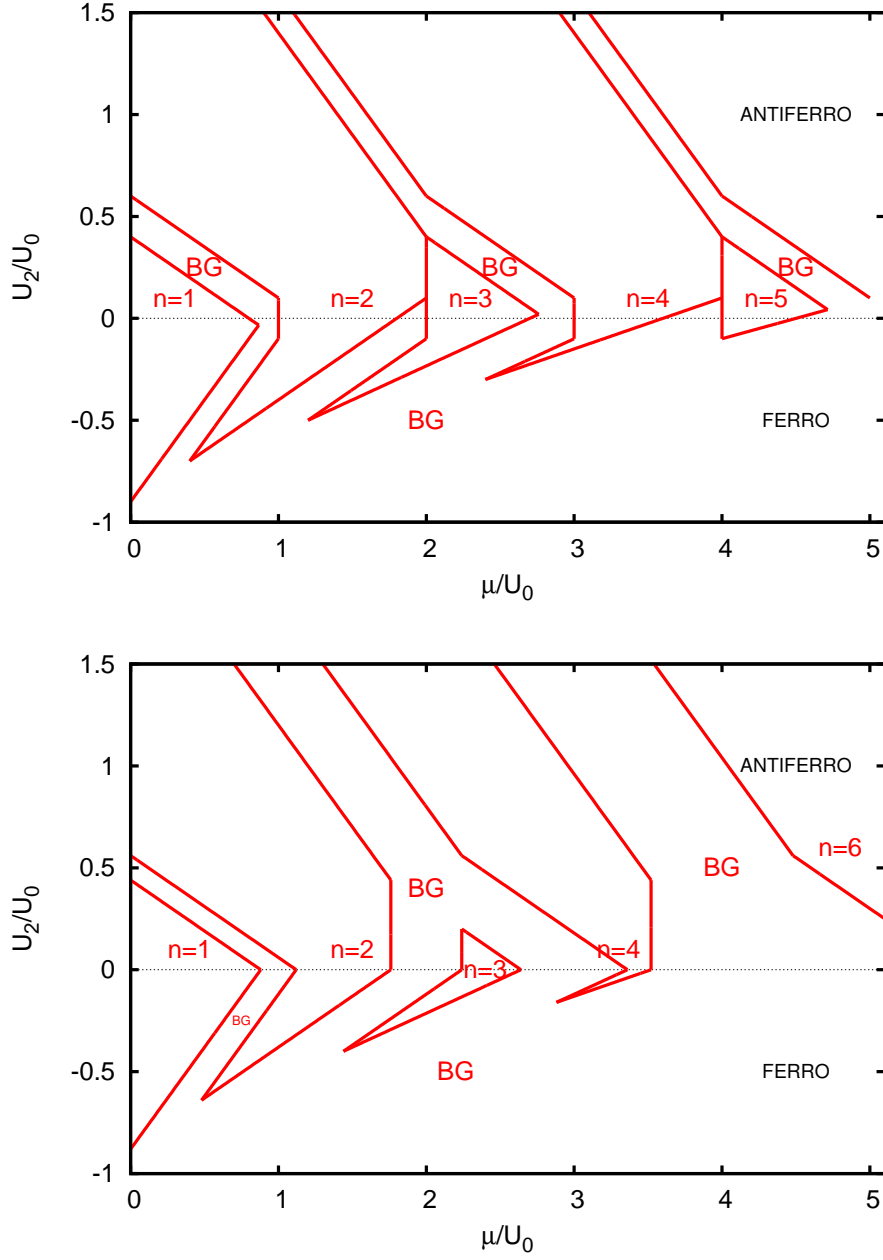 1.5
ANTIFERRO
1
U2/U0
0.5
BG BG BG
n=1 n=2 n=3 n=4 n=5
0
-0.5
BG
FERRO
-1
0 1 2 3 4 5
μ/U0
1.5
ANTIFERRO
1
U2/U0
0.5
BG BG
n=6
n=1 n=2 n=3 n=4
0
BG
-0.5
BG
FERRO
-1
0 1 2 3 4 5
μ/U0